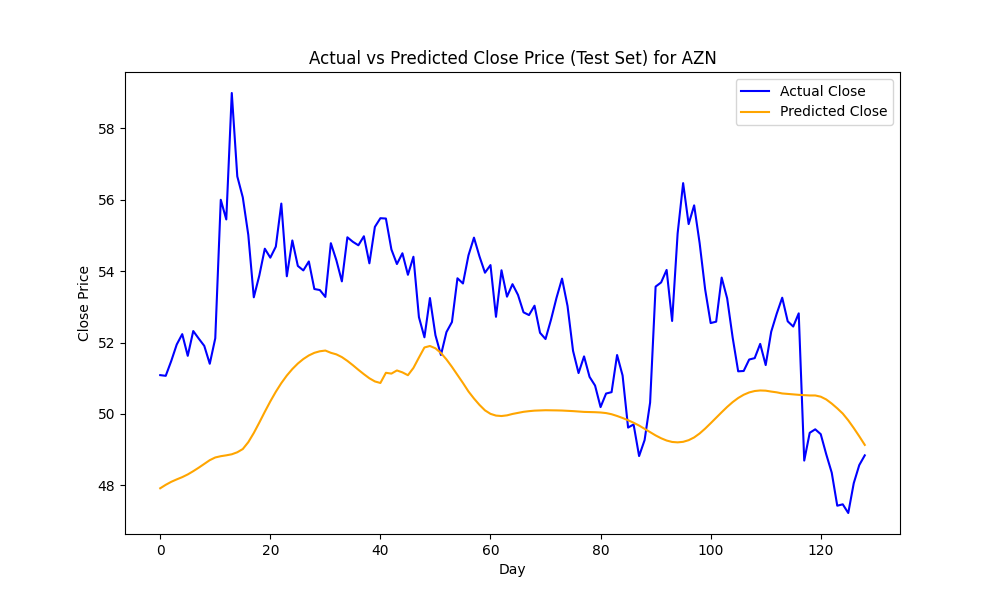 Actual vs Predicted Close Price (Test Set) for AZN
Actual Close
Predicted Close
Close Price
58
56
54
52
50
48
0 20 40 60 80 100 120
Day